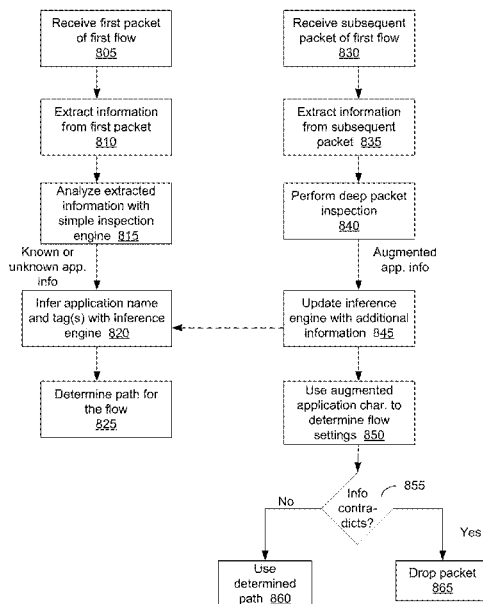 Receive first packet
of first flow
805
Extract information
from first packet
810
Analyze extracted
information with
simple inspection
engine 815
Known or
unknown app.
info
Infer application name
and tag(s) with inference
engine 820
Determine path for
the flow
825
Receive subsequent
packet of first flow
830
Extract information
from subsequent
packet 835
Perform deep packet
inspection
840
Augmented
app. info
Update inference
engine with additional
information 845
Use augmented
application char. to
determine flow
settings 850
855
Info
contra-
dicts?
No
Yes
Use
determined
path 860
Drop packet
865